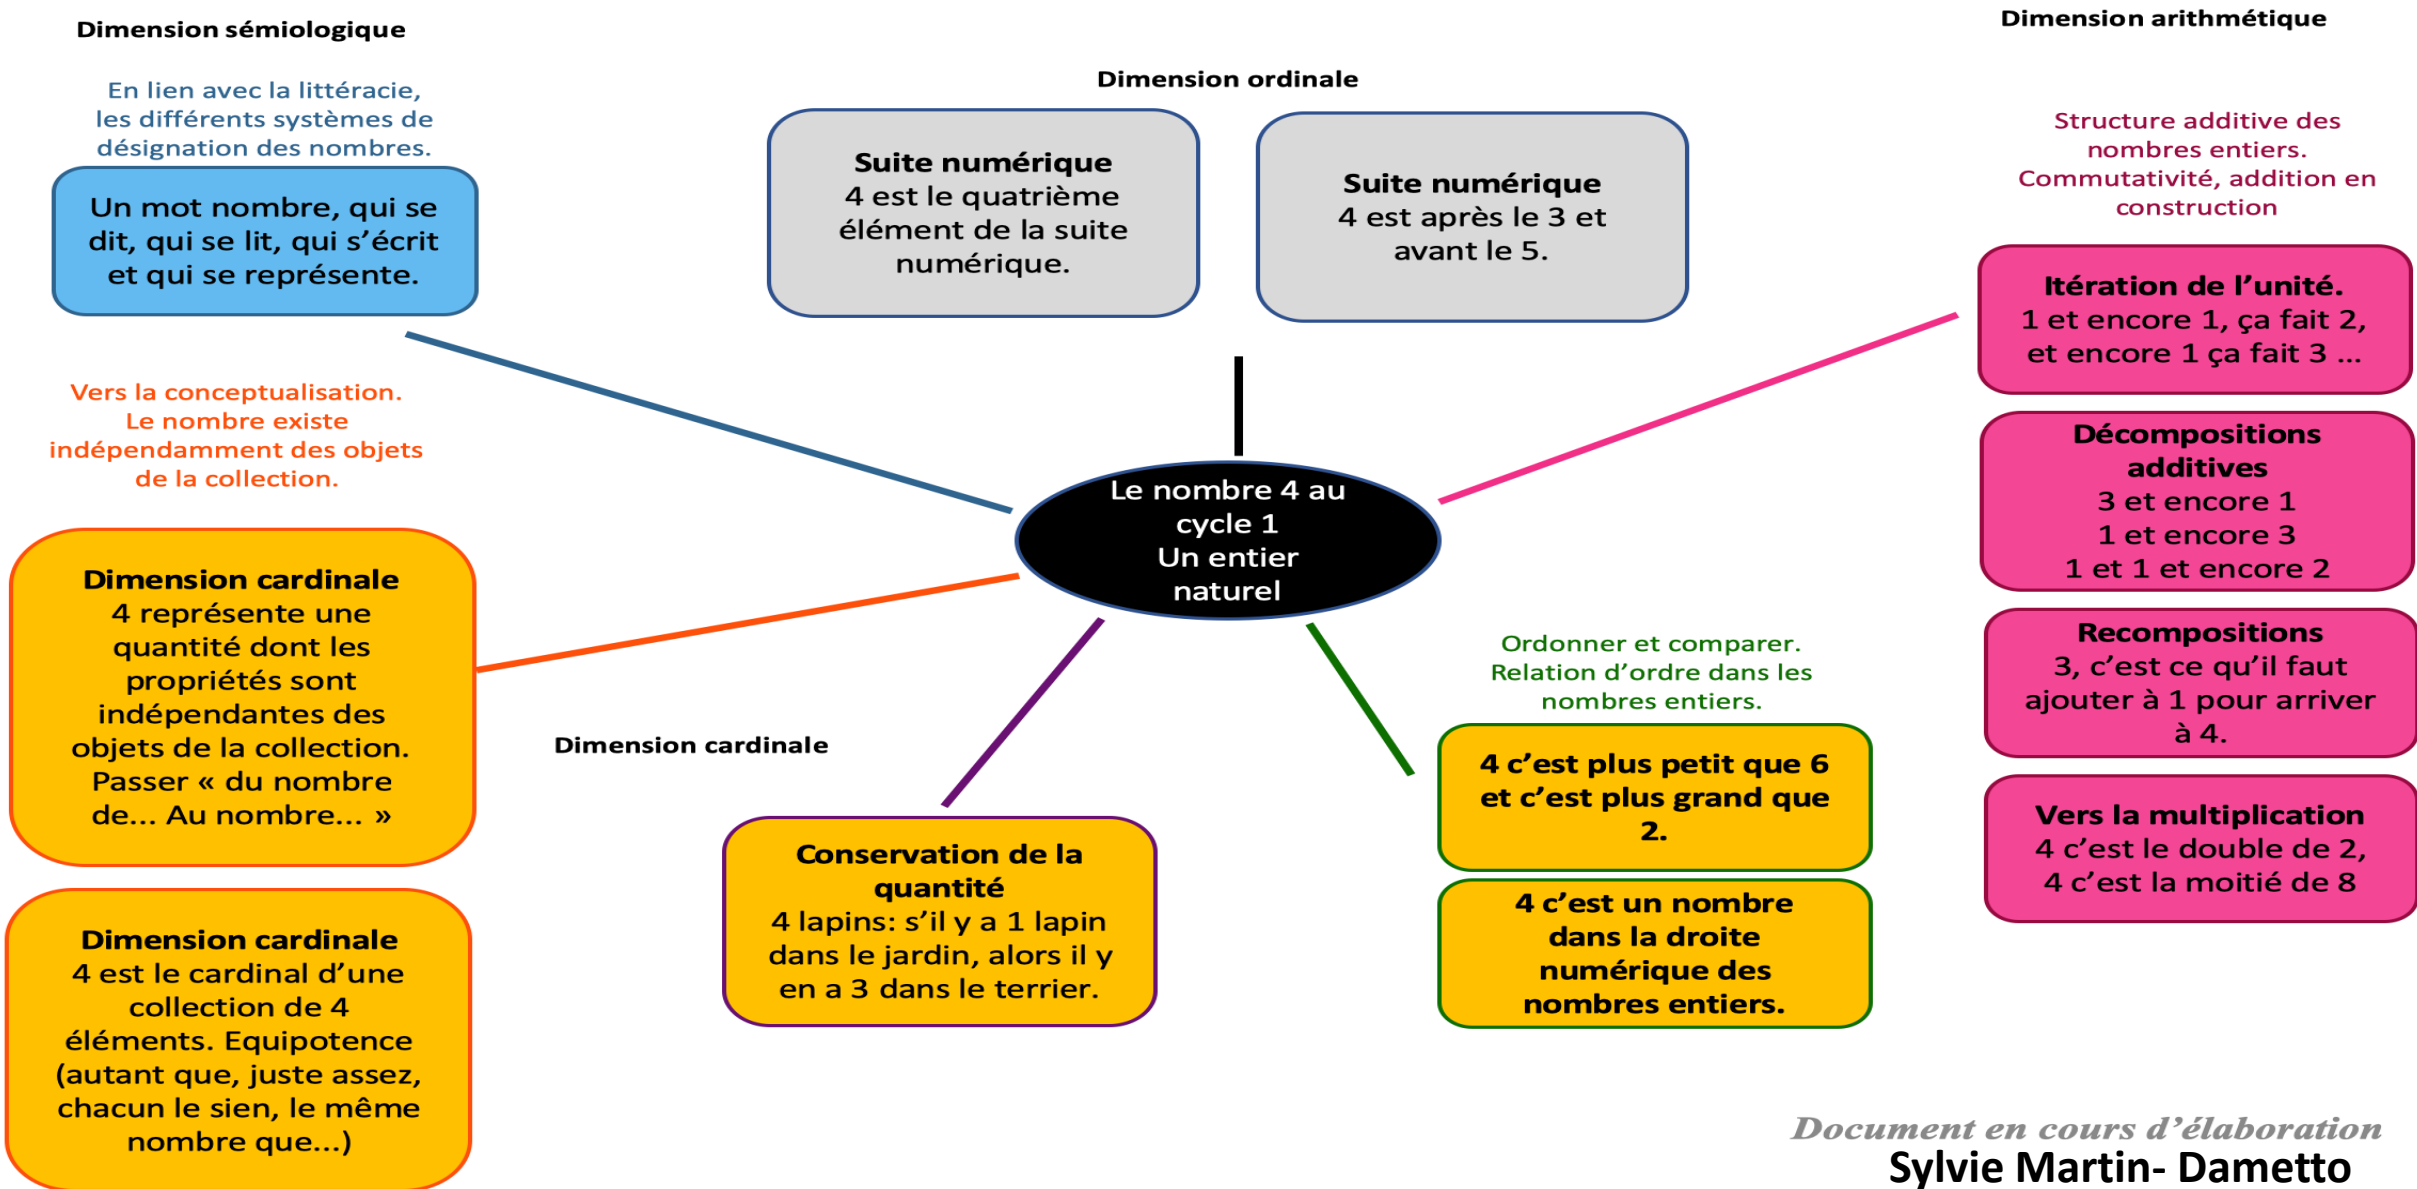 Dimension sémiologique
En lien avec la littéracie,
les différents systèmes de
désignation des nombres.
Un mot nombre, qui se
dit, qui se lit, qui s’écrit
et qui se représente.
Vers la conceptualisation.
Le nombre existe
indépendamment des objets
de la collection.
Dimension cardinale
4 représente une
quantité dont les
propriétés sont
indépendantes des
objets de la collection.
Passer « du nombre
de... Au nombre... »
Dimension cardinale
4 est le cardinal d’une
collection de 4
éléments. Equipotence
(autant que, juste assez,
chacun le sien, le même
nombre que...)
Dimension ordinale
Suite numérique
4 est le quatrième
élément de la suite
numérique.
Suite numérique
4 est après le 3 et
avant le 5.
Le nombre 4 au
cycle 1
Un entier
naturel
Dimension cardinale
Conservation de la
quantité
4 lapins: s’il y a 1 lapin
dans le jardin, alors il y
en a 3 dans le terrier.
Ordonner et comparer.
Relation d’ordre dans les
nombres entiers.
4 c’est plus petit que 6
et c’est plus grand que
2.
4 c’est un nombre
dans la droite
numérique des
nombres entiers.
Dimension arithmétique
Structure additive des
nombres entiers.
Commutativité, addition en
construction
Itération de l’unité.
1 et encore 1, ça fait 2,
et encore 1 ça fait 3 ...
Décompositions
additives
3 et encore 1
1 et encore 3
1 et 1 et encore 2
Recompositions
3, c’est ce qu’il faut
ajouter à 1 pour arriver
à 4.
Vers la multiplication
4 c’est le double de 2,
4 c’est la moitié de 8
Document en cours d’élaboration
Sylvie Martin- Dametto